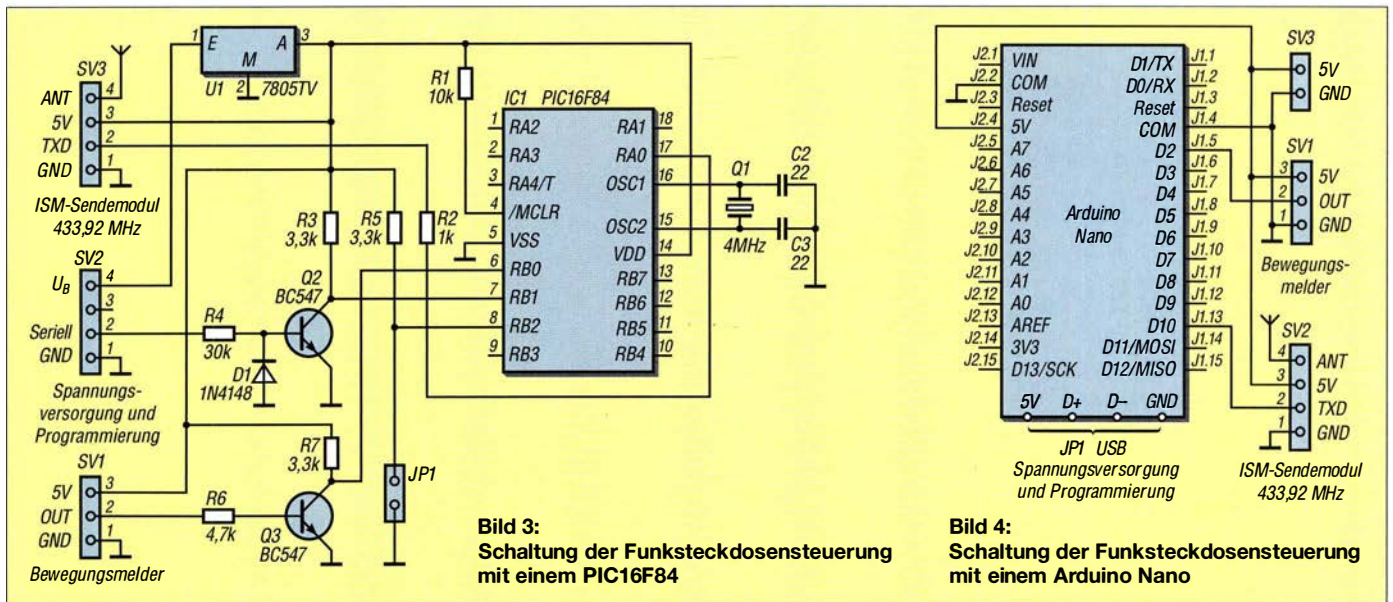 SV3
ANT
4
5V
3
TXD
2
GND
1
ISM-Sendemodul
433,92 MHz
1
E
A
3
M
U1
2
7805TV
SV2
UB
4
3
Seriell
2
GND
1
Spannungs-
versorgung und
Programmierung
SV1
5V
3
OUT
2
GND
1
Bewegungsmelder
R1
10k
R3
3,3k
R5
3,3k
R2
1k
Q2
BC547
R4
30k
D1
1N4148
R7
3,3k
R6
4,7k
Q3
BC547
JP1
IC1 PIC16F84
1 RA2
2 RA3
3 RA4/T
4 /MCLR
5 VSS
6 RB0
7 RB1
8 RB2
9 RB3
RA1 18
RA0 17
OSC1 16
OSC2 15
VDD 14
RB7 13
RB6 12
RB5 11
RB4 10
Q1
4MHz
C2
22
C3
22
Bild 3:
Schaltung der Funksteckdosensteuerung
mit einem PIC16F84
J2.1 VIN
J2.2 COM
J2.3 Reset
J2.4 5V
J2.5 A7
J2.6 A6
J2.7 A5
J2.8 A4
J2.9 A3
J2.10 A2
J2.11 A1
J2.12 A0
J2.13 AREF
J2.14 3V3
J2.15 D13/SCK
Arduino
Nano
D1/TX J1.1
D0/RX J1.2
Reset J1.3
COM J1.4
D2 J1.5
D3 J1.6
D4 J1.7
D5 J1.8
D6 J1.9
D7 J1.10
D8 J1.11
D9 J1.12
D10 J1.13
D11/MOSI J1.14
D12/MISO J1.15
5V D+ D– GND
JP1 USB
Spannungsversorgung
und Programmierung
SV3
5V
GND
SV1
3 5V
2 OUT
1 GND
Bewegungs-
melder
SV2
4 ANT
3 5V
2 TXD
1 GND
ISM-Sendemodul
433,92 MHz
Bild 4:
Schaltung der Funksteckdosensteuerung
mit einem Arduino Nano